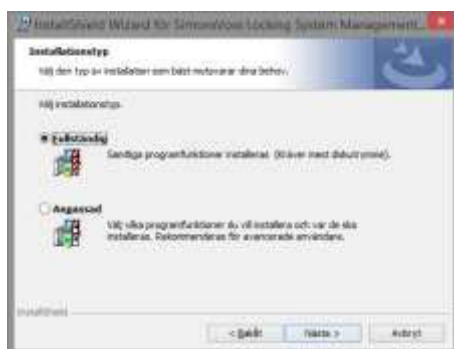 InstallShield Wizard for SimonsVoss Locking System Management...
Installationstyp
Välj den typ av installation som bäst motsvarar dina behov.
Välj installationstyp.
Fullständig
Samtliga programfunktioner installeras. (Kräver mest diskutrymme).
Anpassad
Välj vilka programfunktioner du vill installera och var de ska
installeras. Rekommenderas för avancerade användare.
InstallShield
< Bakåt Nästa > Avbryt